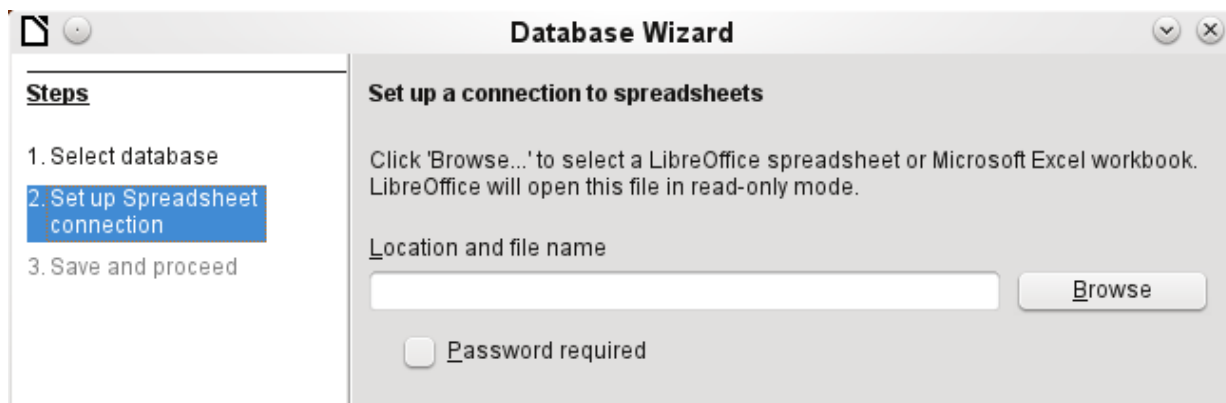 Database Wizard
Steps
1. Select database
2. Set up Spreadsheet
connection
3. Save and proceed
Set up a connection to spreadsheets
Click 'Browse...' to select a LibreOffice spreadsheet or Microsoft Excel workbook.
LibreOffice will open this file in read-only mode.
Location and file name
Browse
Password required